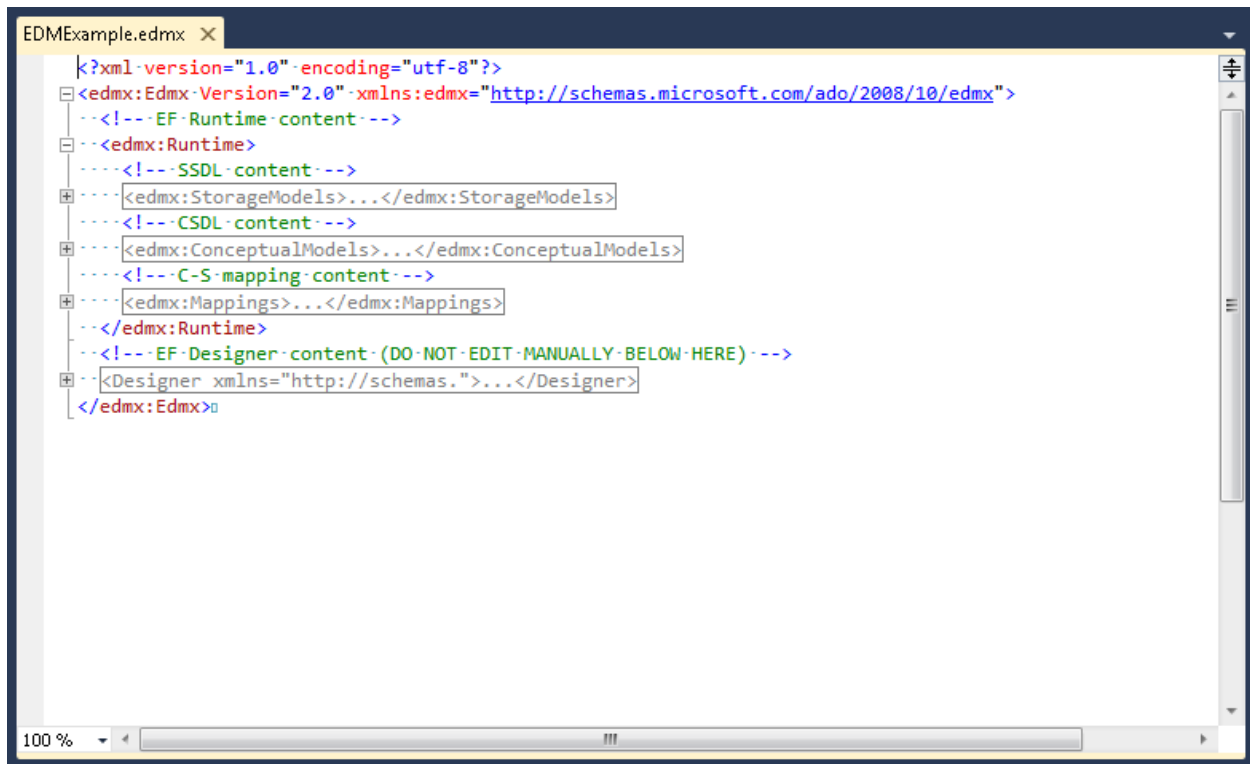 EDMExample.edmx
<?xml version="1.0" encoding="utf-8"?>
<edmx:Edmx Version="2.0" xmlns:edmx="http://schemas.microsoft.com/ado/2008/10/edmx">
<!-- EF Runtime content -->
<edmx:Runtime>
<!-- SSDL content -->
<edmx:StorageModels>...</edmx:StorageModels>
<!-- CSDL content -->
<edmx:ConceptualModels>...</edmx:ConceptualModels>
<!-- C-S mapping content -->
<edmx:Mappings>...</edmx:Mappings>
</edmx:Runtime>
<!-- EF Designer content (DO NOT EDIT MANUALLY BELOW HERE) -->
<Designer xmlns="http://schemas.">...</Designer>
</edmx:Edmx>
100 %